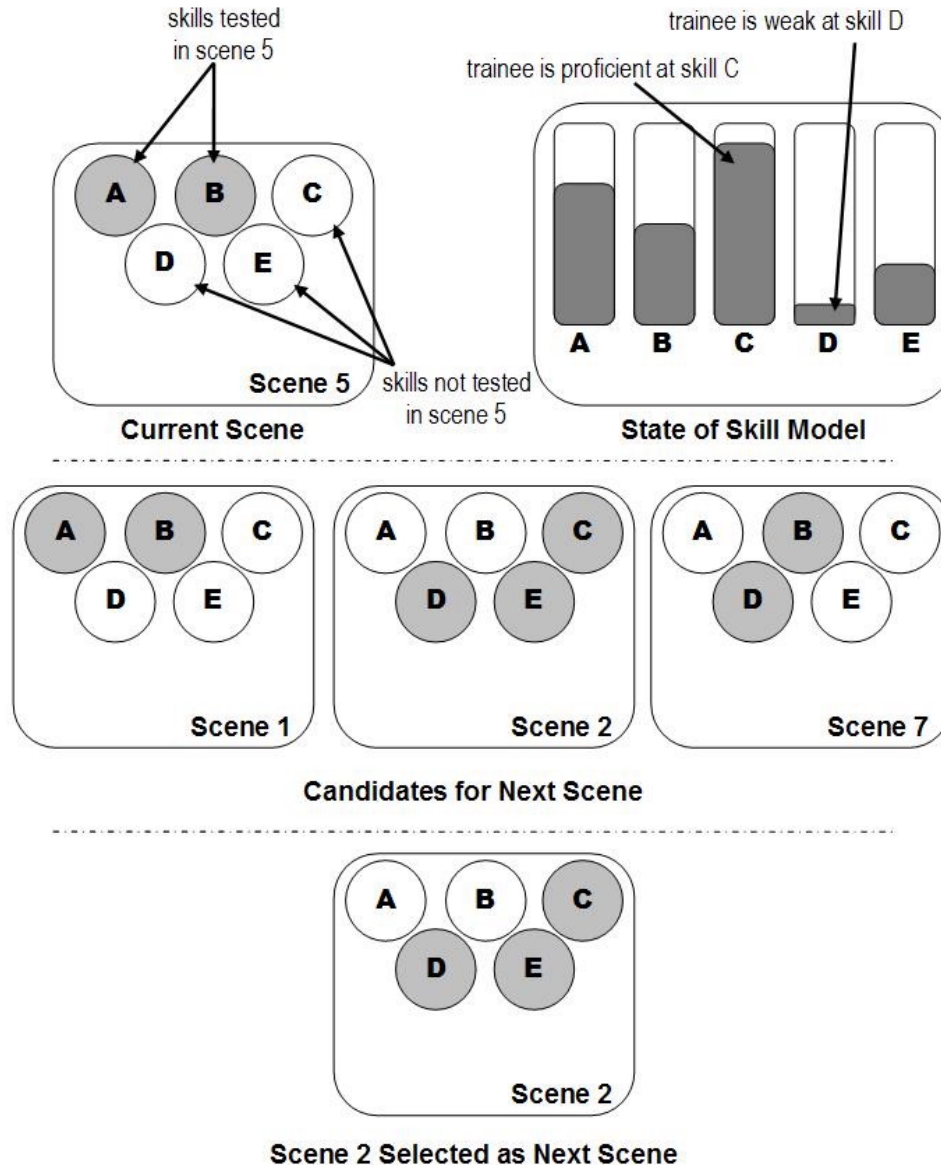 skills tested
in scene 5
trainee is weak at skill D
trainee is proficient at skill C
A B C
D E
Scene 5
skills not tested
in scene 5
Current Scene
A B C D E
State of Skill Model
A B C
D E
Scene 1
A B C
D E
Scene 2
A B C
D E
Scene 7
Candidates for Next Scene
A B C
D E
Scene 2
Scene 2 Selected as Next Scene